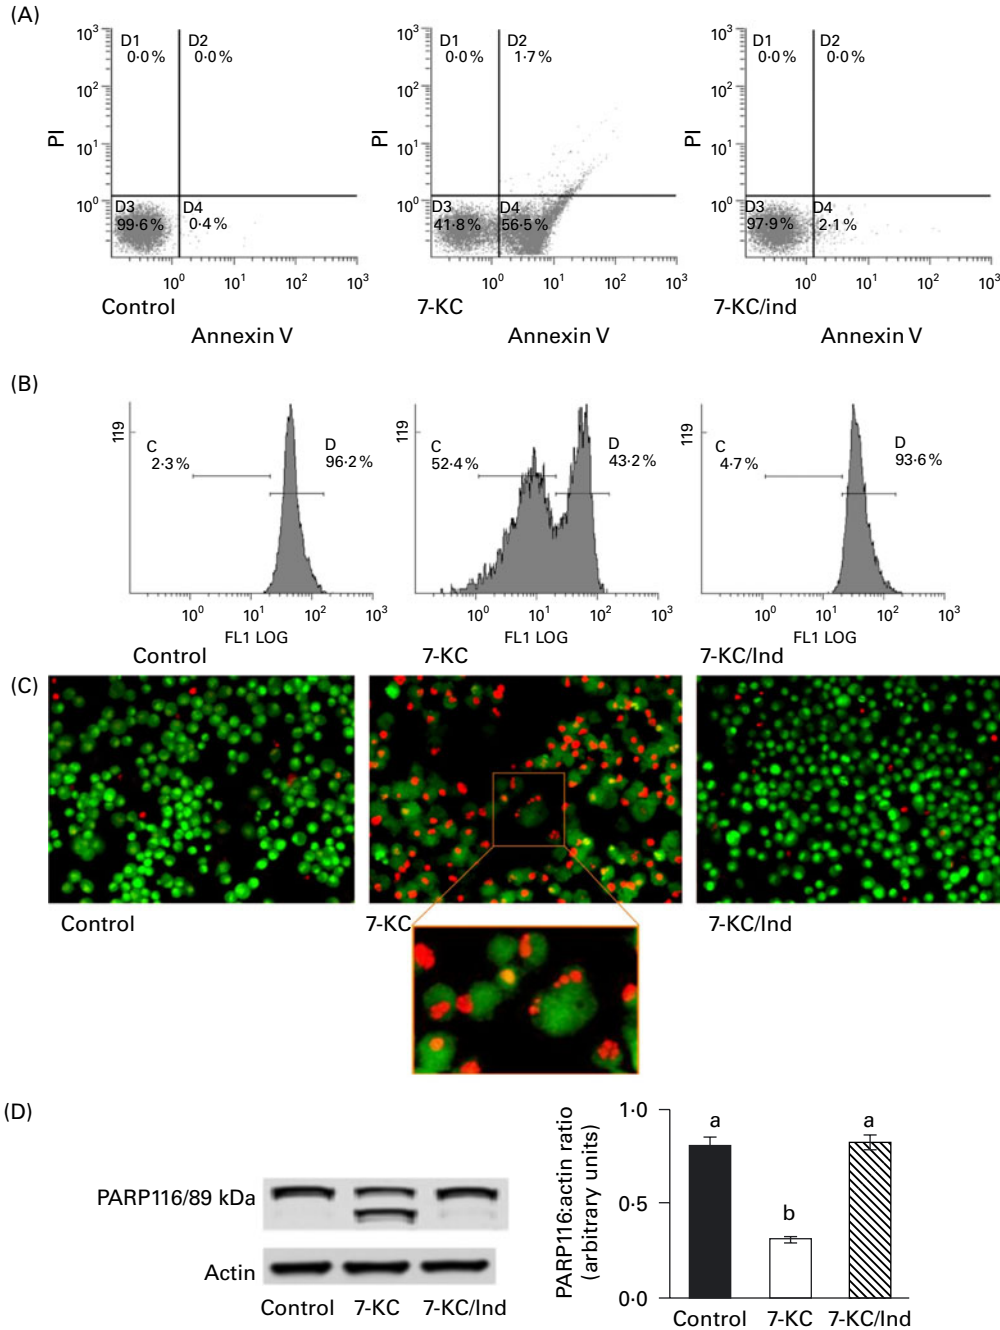 (A)
10³
10²
10¹
10⁰
PI
D1
0·0 %
D2
0·0 %
D3
99·6 %
D4
0·4 %
10⁰ 10¹ 10² 10³
Control
Annexin V
10³
10²
10¹
10⁰
PI
D1
0·0 %
D2
1·7 %
D3
41·8 %
D4
56·5 %
10⁰ 10¹ 10² 10³
7-KC
Annexin V
10³
10²
10¹
10⁰
PI
D1
0·0 %
D2
0·0 %
D3
97·9 %
D4
2·1 %
10⁰ 10¹ 10² 10³
7-KC/ind
Annexin V
(B)
119
C
2·3 %
D
96·2 %
10⁰ 10¹ 10² 10³
FL1 LOG
Control
119
C
52·4 %
D
43·2 %
10⁰ 10¹ 10² 10³
FL1 LOG
7-KC
119
C
4·7 %
D
93·6 %
10⁰ 10¹ 10² 10³
FL1 LOG
7-KC/Ind
(C)
Control
7-KC
7-KC/Ind
(D)
PARP116/89 kDa
Actin
Control 7-KC 7-KC/Ind
PARP116:actin ratio
(arbitrary units)
1·0
0·5
0·0
a
b
a
Control 7-KC 7-KC/Ind